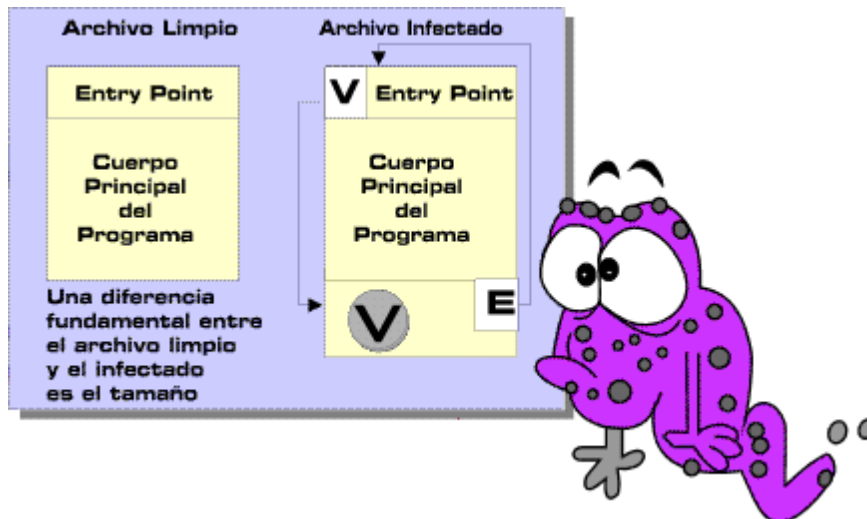 Archivo Limpio
Archivo Infectado
Entry Point
V Entry Point
Cuerpo
Principal
del
Programa
Cuerpo
Principal
del
Programa
V
E
Una diferencia
fundamental entre
el archivo limpio
y el infectado
es el tamaño